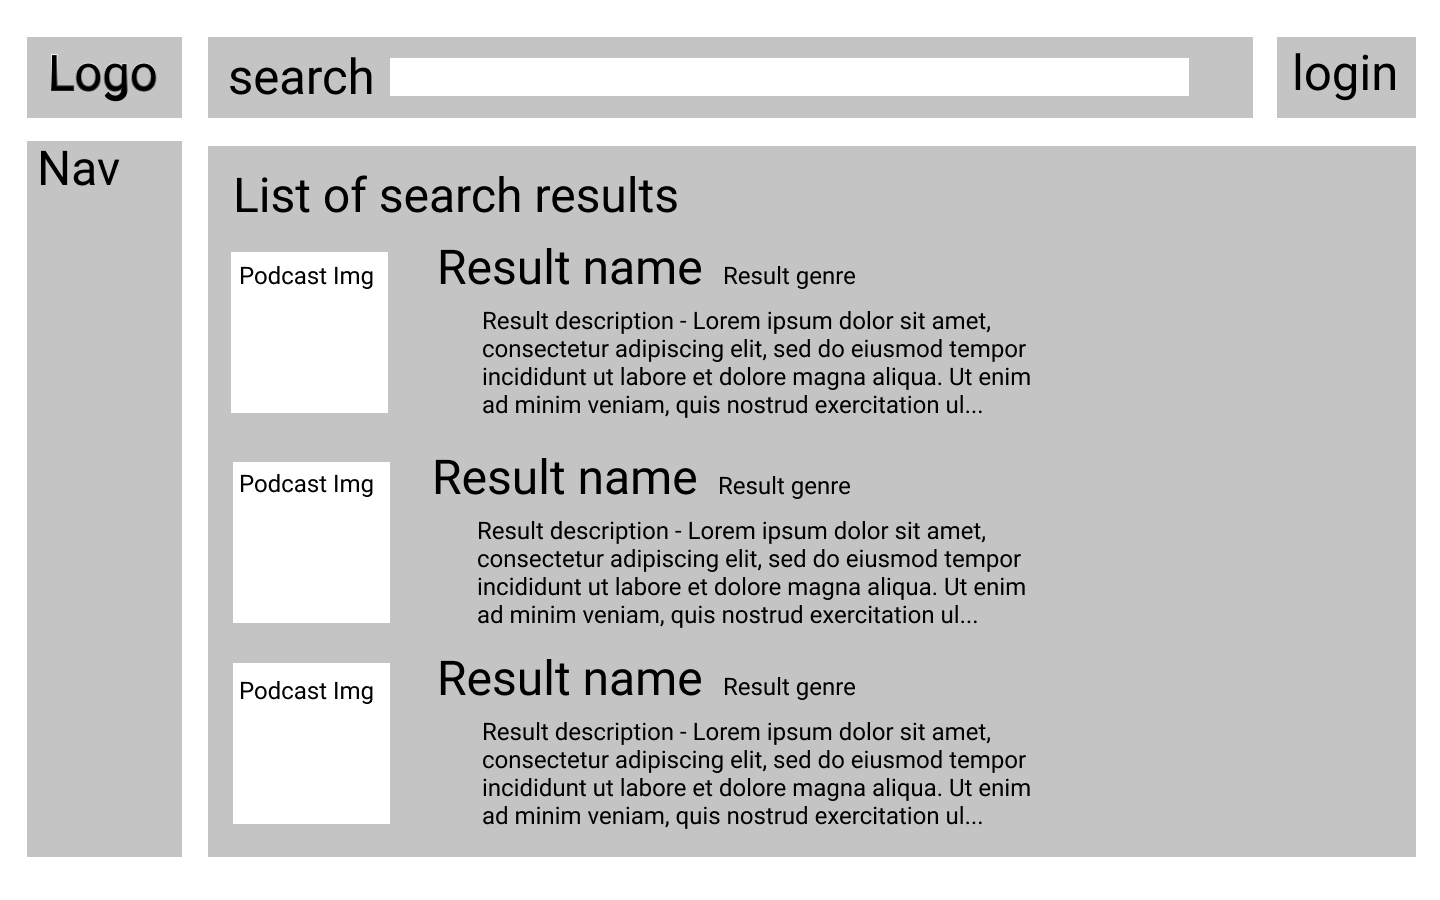 Logo
search
login
Nav
List of search results
Podcast Img
Result name Result genre
Result description - Lorem ipsum dolor sit amet,
consectetur adipiscing elit, sed do eiusmod tempor
incididunt ut labore et dolore magna aliqua. Ut enim
ad minim veniam, quis nostrud exercitation ul...
Podcast Img
Result name Result genre
Result description - Lorem ipsum dolor sit amet,
consectetur adipiscing elit, sed do eiusmod tempor
incididunt ut labore et dolore magna aliqua. Ut enim
ad minim veniam, quis nostrud exercitation ul...
Podcast Img
Result name Result genre
Result description - Lorem ipsum dolor sit amet,
consectetur adipiscing elit, sed do eiusmod tempor
incididunt ut labore et dolore magna aliqua. Ut enim
ad minim veniam, quis nostrud exercitation ul...